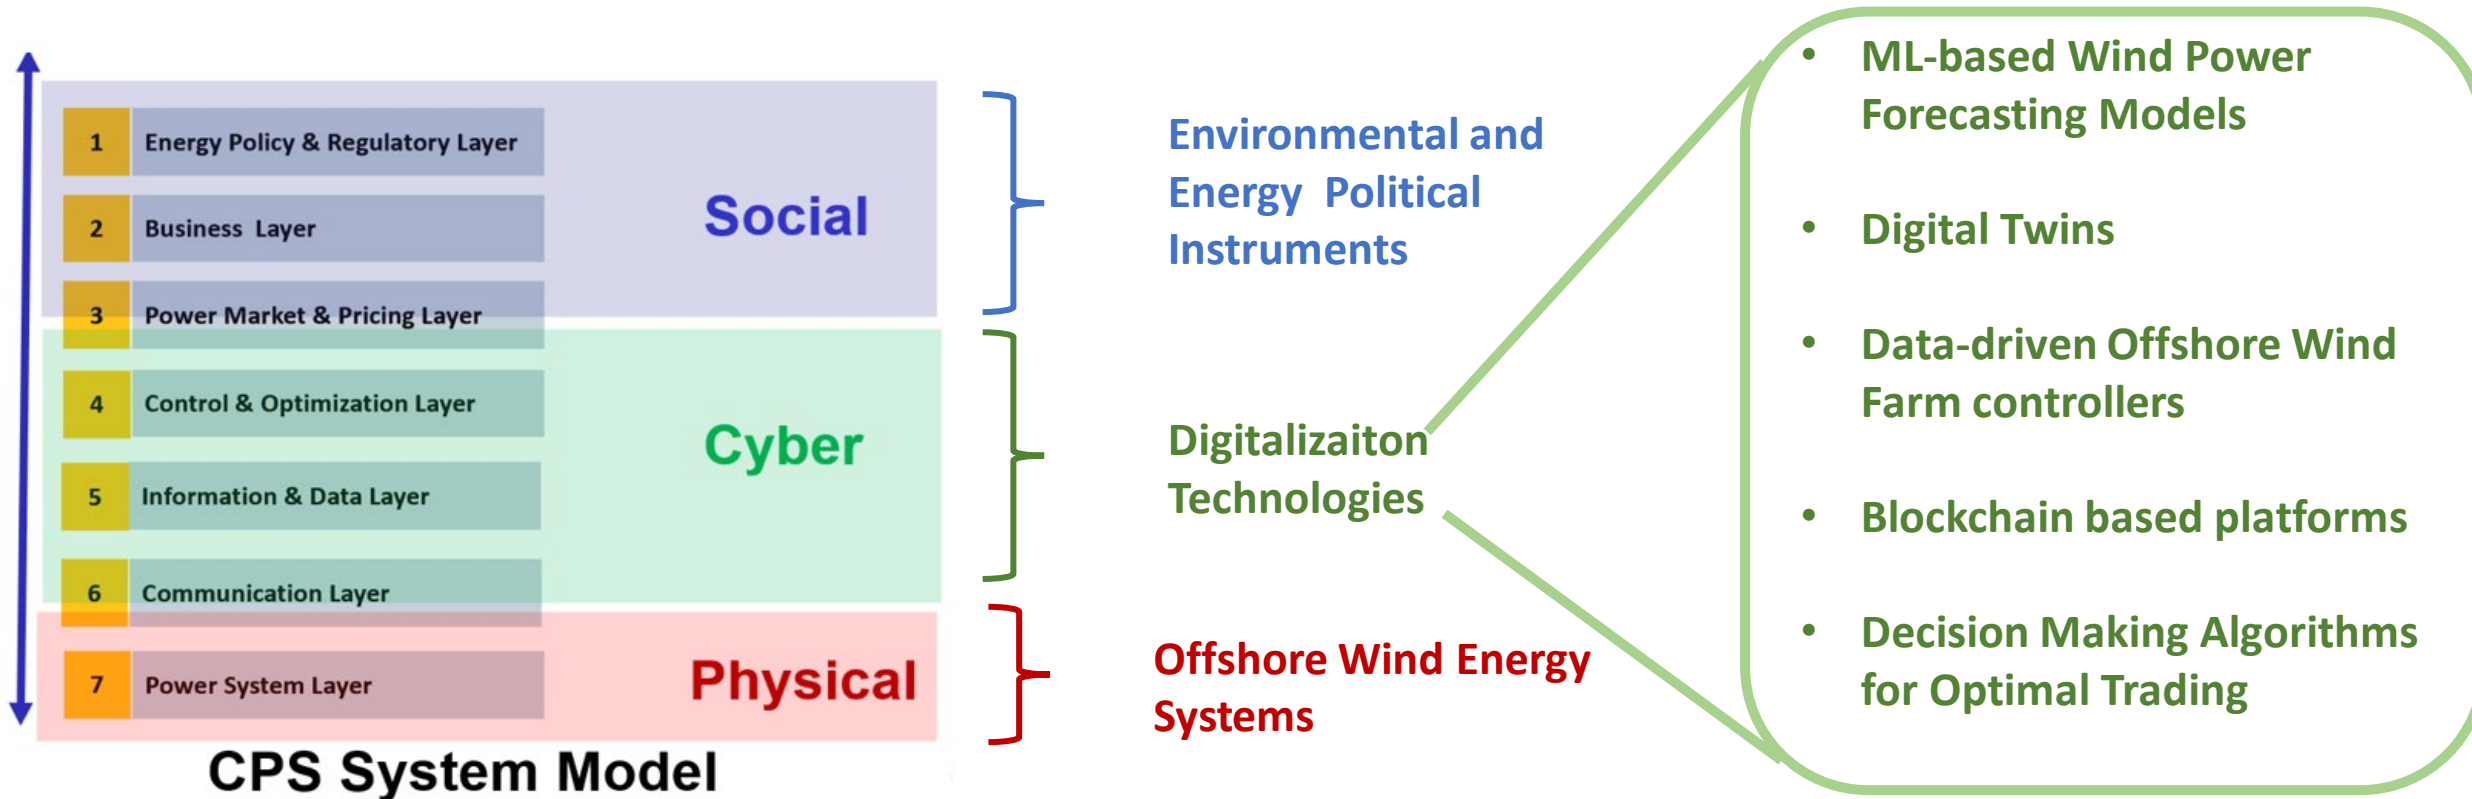 1 Energy Policy & Regulatory Layer
2 Business Layer
3 Power Market & Pricing Layer
Social
4 Control & Optimization Layer
5 Information & Data Layer
6 Communication Layer
Cyber
7 Power System Layer
Physical
CPS System Model
Environmental and
Energy Political
Instruments
Digitalizaiton
Technologies
Offshore Wind Energy
Systems
• ML-based Wind Power
Forecasting Models
• Digital Twins
• Data-driven Offshore Wind
Farm controllers
• Blockchain based platforms
• Decision Making Algorithms
for Optimal Trading